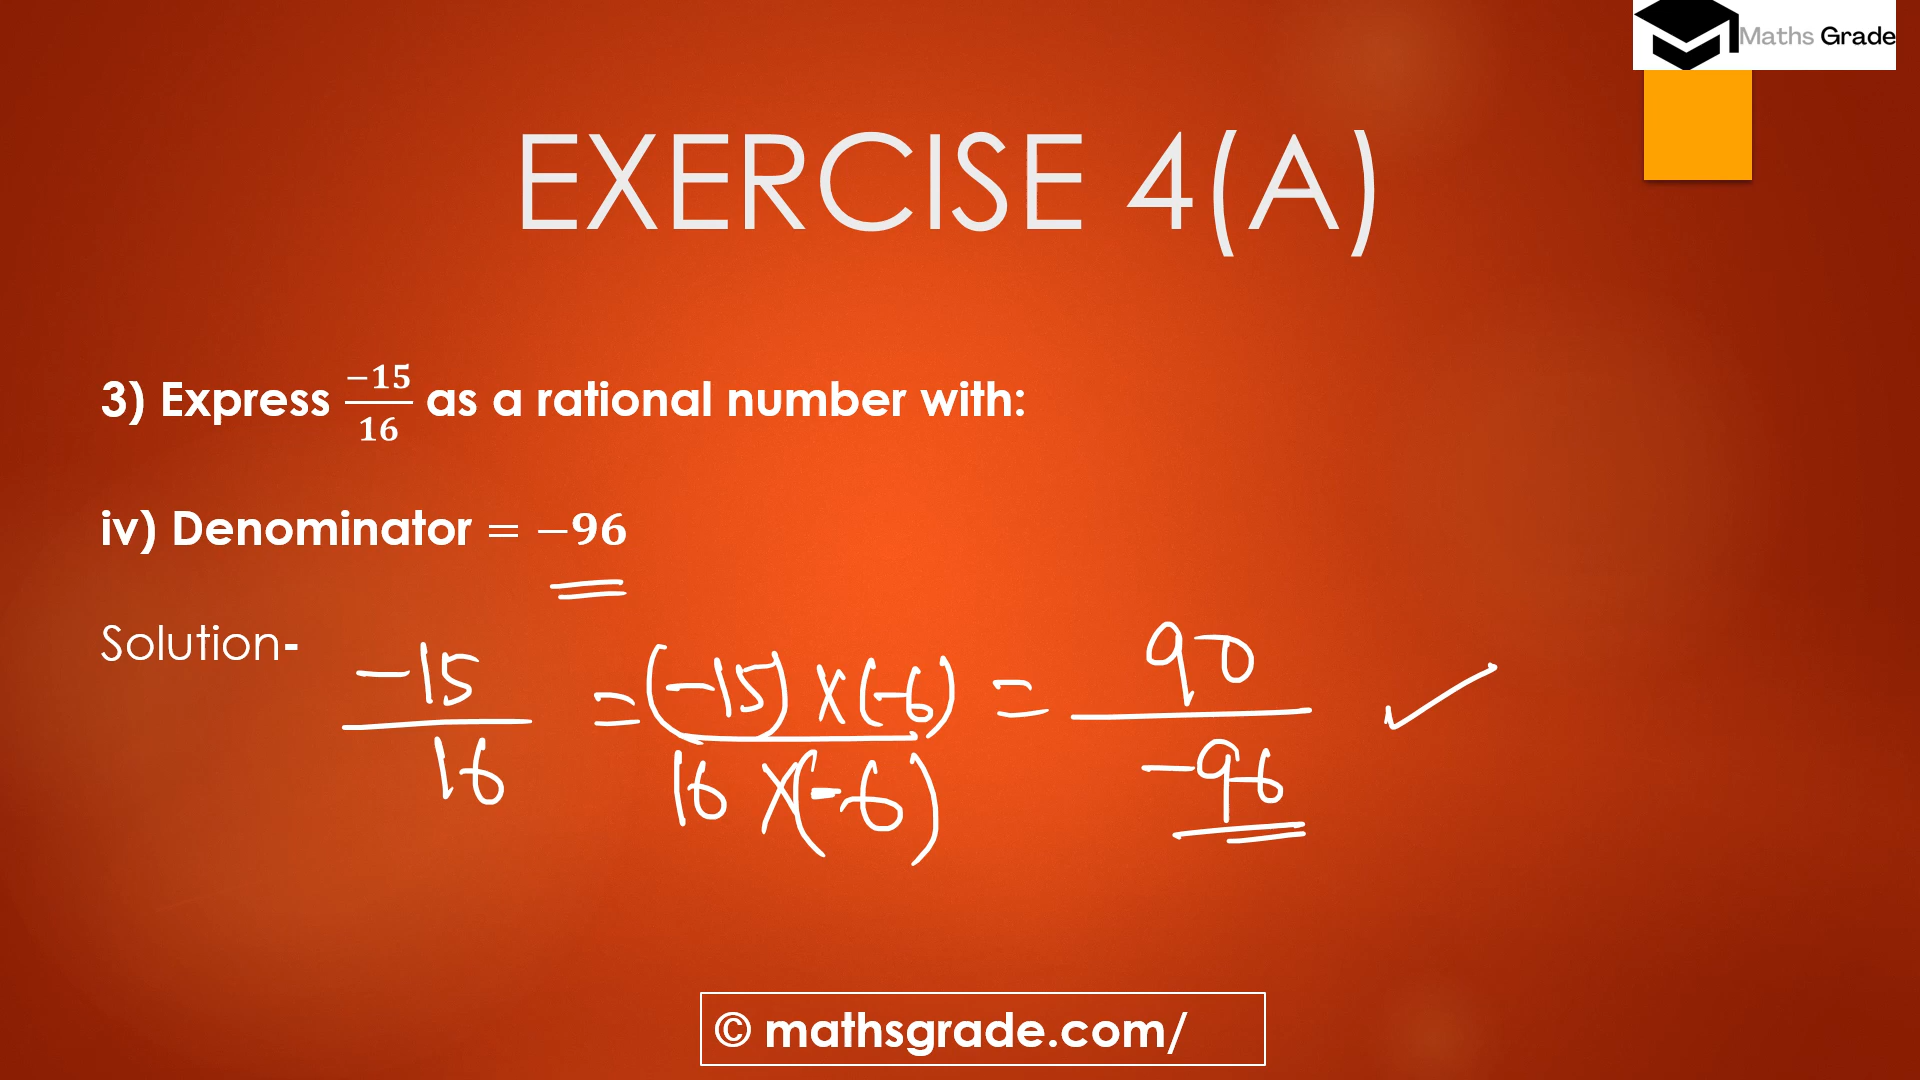 Maths Grade
EXERCISE 4(A)
3) Express −15/16 as a rational number with:
iv) Denominator = −96
Solution-
−15/16 = (−15) × (−6) / 16 × (−6) = 90/−96 ✓
© mathsgrade.com/